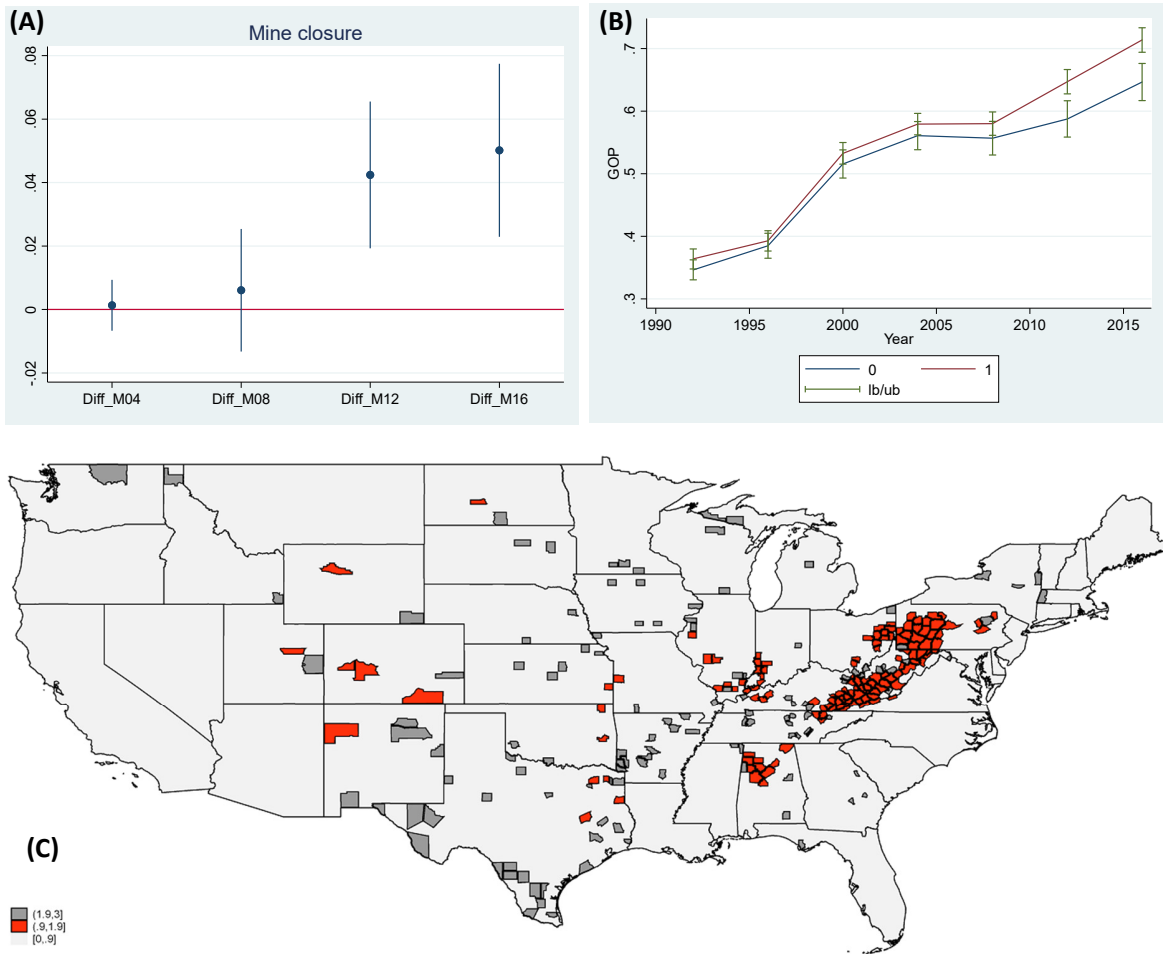 (A)
Mine closure
.08
.06
.04
.02
0
-.02
Diff_M04 Diff_M08 Diff_M12 Diff_M16
(B)
.7
.6
.5
.4
.3
GOP
1990 1995 2000 2005 2010 2015
Year
0 1
lb/ub
(C)
(1.9,3]
(.9,1.9]
[0,.9]